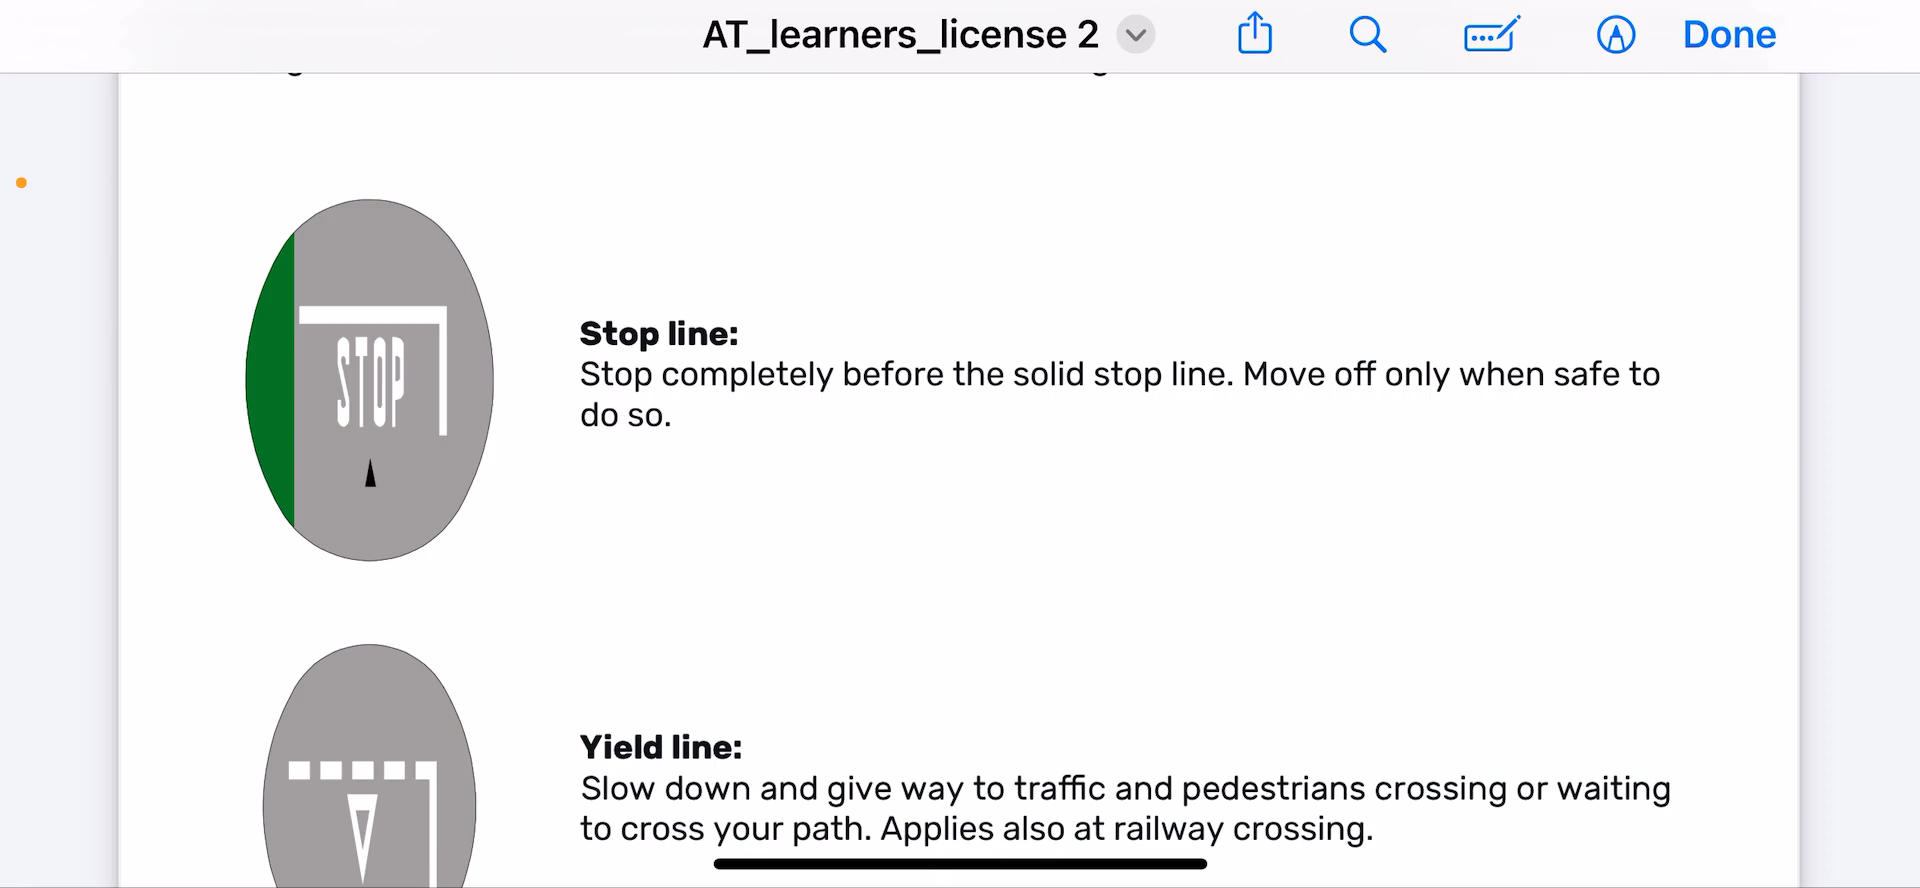 AT_learners_license 2
Done
STOP
Stop line:
Stop completely before the solid stop line. Move off only when safe to
do so.
Yield line:
Slow down and give way to traffic and pedestrians crossing or waiting
to cross your path. Applies also at railway crossing.